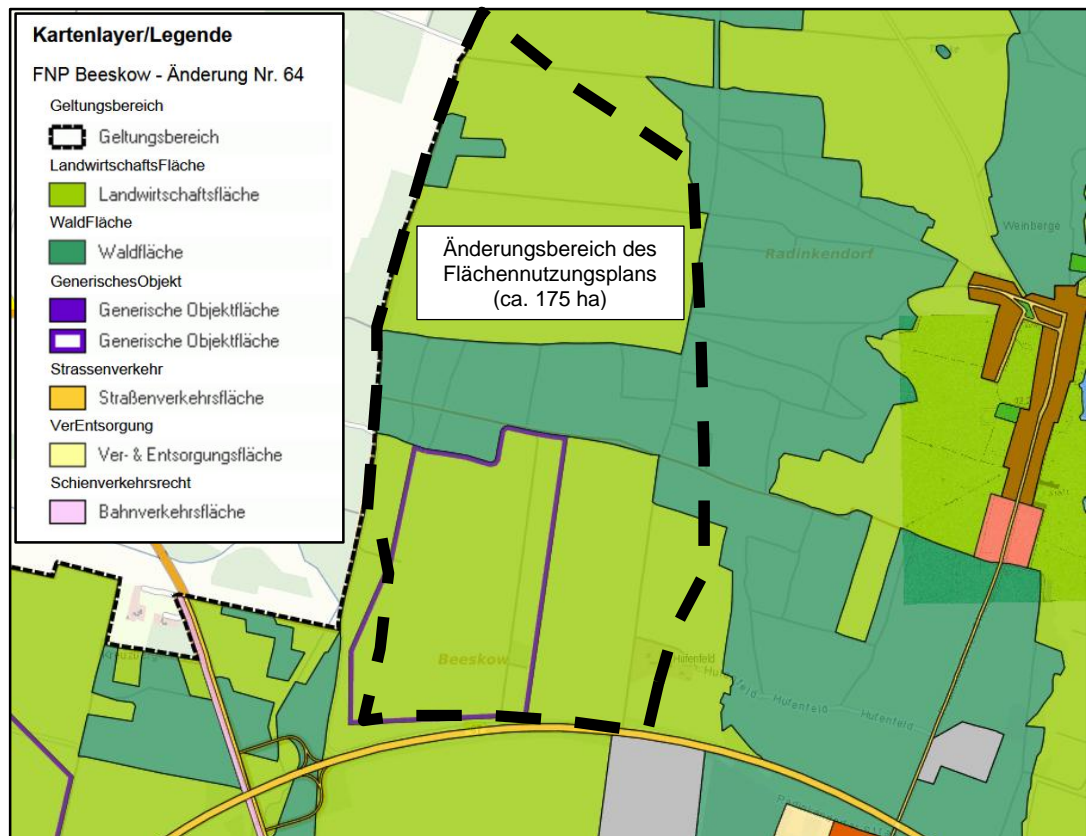 Kartenlayer/Legende
FNP Beeskow - Änderung Nr. 64
Geltungsbereich
Geltungsbereich
LandwirtschaftsFläche
Landwirtschaftsfläche
WaldFläche
Waldfläche
GenerischesObjekt
Generische Objektfläche
Generische Objektfläche
Strassenverkehr
Straßenverkehrsfläche
VerEntsorgung
Ver- & Entsorgungsfläche
Schienverkehrsrecht
Bahnverkehrsfläche
Änderungsbereich des
Flächennutzungsplans
(ca. 175 ha)
Weinberge
Radinkendorf
Beeskow
Hufenfeld
Hufenfeld
Hufenfeld